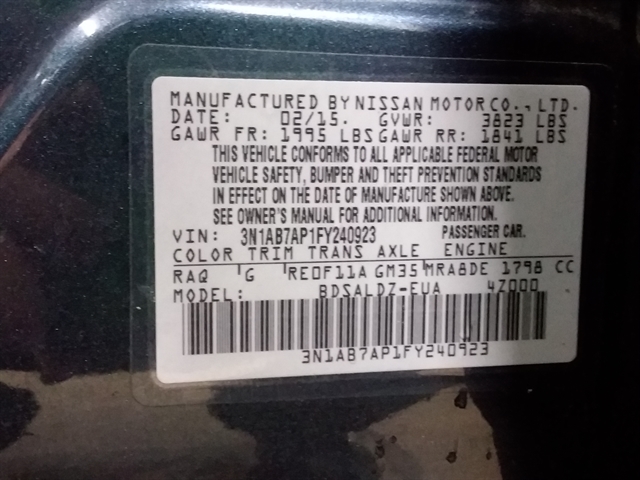 MANUFACTURED BY NISSAN MOTOR CO., LTD.
DATE: 02/15. GVWR: 3823 LBS
GAWR FR: 1995 LBS GAWR RR: 1841 LBS
THIS VEHICLE CONFORMS TO ALL APPLICABLE FEDERAL MOTOR
VEHICLE SAFETY, BUMPER AND THEFT PREVENTION STANDARDS
IN EFFECT ON THE DATE OF MANUFACTURE SHOWN ABOVE.
SEE OWNER'S MANUAL FOR ADDITIONAL INFORMATION.
VIN: 3N1AB7AP1FY240923 PASSENGER CAR.
COLOR TRIM TRANS AXLE ENGINE
RAQ G RE0F11A GM35 MRA8DE 1798 CC
MODEL: BDSALDZ-EUA 4Z000
3N1AB7AP1FY240923